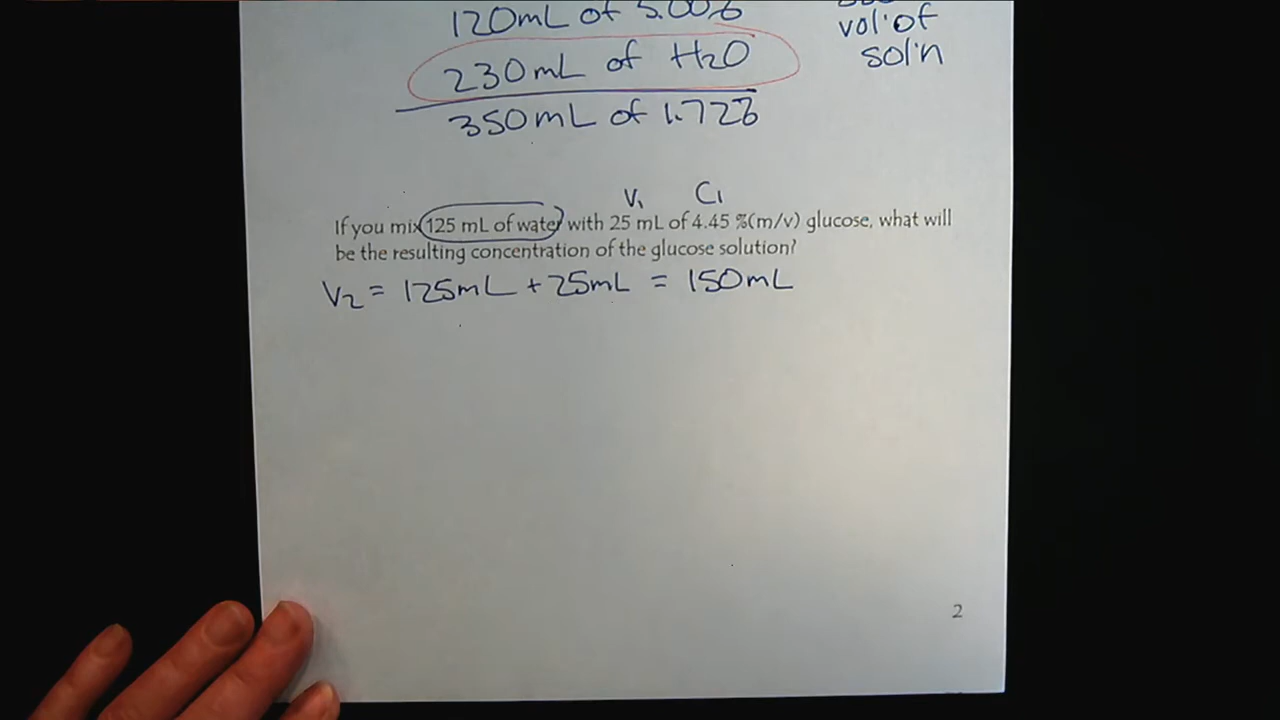 120mL of 5.00%
vol. of
sol'n
230mL of H2O
350mL of 1.72%
V1 C1
If you mix 125 mL of water with 25 mL of 4.45 %(m/v) glucose, what will
be the resulting concentration of the glucose solution?
V2 = 125mL + 25mL = 150mL
2